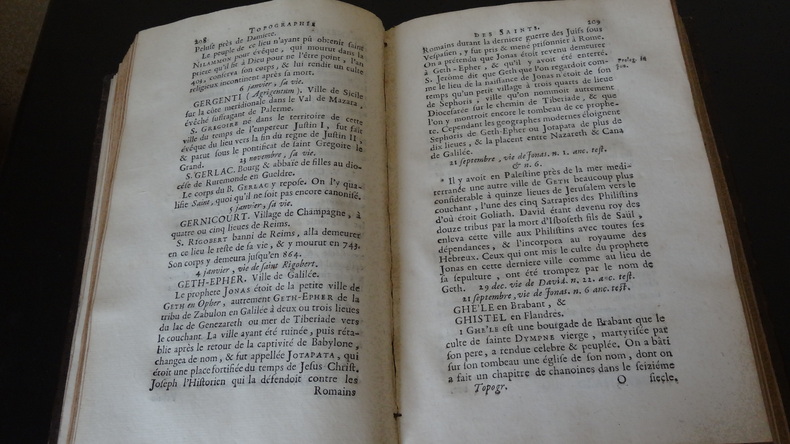 208 TOPOGRAPHIE
Peluse près de Damiette.
Le peuple de ce lieu n'ayant pû obtenir saint
NILAMMON pour évêque, qui mourut dans la
priere qu'il fit à Dieu pour ne l'être point, l'an
403, conserva son corps, & lui rendit un culte
religieux incontinent après sa mort.
6 janvier, sa vie.
GERGENTI (Agrigentum). Ville de Sicile
sur la côte meridionale dans le Val de Mazara,
évêché suffragant de Palerme.
S. GREGOIRE né dans le territoire de cette
ville du temps de l'empereur Justin I, fut fait
évêque du lieu vers la fin du regne de Justin II,
& parut sous le pontificat de saint Gregoire le
Grand.
23 novembre, sa vie.
S. GERLAC. Bourg & abbaïe de filles au dio-
cése de Ruremonde en Gueldre.
Le corps du B. GERLAC y repose. On l'y qua-
lifie Saint, quoi qu'il ne soit pas encore canonisé.
5 janvier, sa vie.
GERNICOURT. Village de Champagne, à
quatre ou cinq lieues de Reims.
S. RIGOBERT banni de Reims, alla demeurer
en ce lieu le reste de sa vie, & y mourut en 743.
Son corps y demeura jusqu'en 864.
4 janvier, vie de saint Rigobert.
GETH-EPHER. Ville de Galilée.
Le prophete JONAS étoit de la petite ville de
GETH en Opher, autrement GETH-EPHER de la
tribu de Zabulon en Galilée à deux ou trois lieues
du lac de Genezareth ou mer de Tiberiade vers
le couchant. La ville ayant été ruinée, puis réta-
blie après le retour de la captivité de Babylone,
changea de nom, & fut appellée JOTAPATA, qui
étoit une place fortifiée du temps de Jesus-Christ,
Joseph l'Historien qui la défendoit contre les
Romains
DES SAINTS. 209
Romains durant la derniere guerre des Juifs sous
Vespasien, y fut pris & mené prisonnier à Rome.
On a prétendu que Jonas étoit revenu demeurer
à Geth-Epher, & qu'il y avoit été enterré.
S. Jérôme dit que Geth que l'on regardoit com-
me le lieu de la naissance de Jonas n'étoit de son
temps qu'un petit village à trois quarts de lieue
de Sephoris, ville qu'on nommoit autrement
Diocesarée sur le chemin de Tiberiade, & que
l'on y montroit encore le tombeau de ce prophe-
te. Cependant les geographes modernes éloignent
Sephoris de Geth-Epher ou Jotapata de plus de
dix lieues, & la placent entre Nazareth & Cana
de Galilée.
Prolog. in
Jon.
21 septembre, vie de Jonas. n. 1. anc. test.
& n. 6.
* Il y avoit en Palestine près de la mer medi-
terranée une autre ville de GETH beaucoup plus
considerable à quinze lieues de Jerusalem vers le
couchant, l'une des cinq Satrapies des Philistins
d'où étoit Goliath. David étant devenu roy des
douze tribus par la mort d'Isboseth fils de Saül,
enleva cette ville aux Philistins avec toutes ses
dépendances, & l'incorpora au royaume des
Hebreux. Ceux qui ont mis le culte du prophete
Jonas en cette derniere ville comme au lieu de
sa sepulture, ont été trompez par le nom de
Geth. 29 dec. vie de David. n. 22. anc. test.
21 septembre, vie de Jonas. n. 6 anc. test.
GHE'LE en Brabant, &
GHISTEL en Flandres.
1 GHE'LE est une bourgade de Brabant que le
culte de sainte DYMPNE vierge, martyrisée par
son pere, a rendue celebre & peuplée. On a bâti
sur son tombeau une église de son nom, dont on
a fait un chapitre de chanoines dans le seiziéme
Topogr. O siecle,